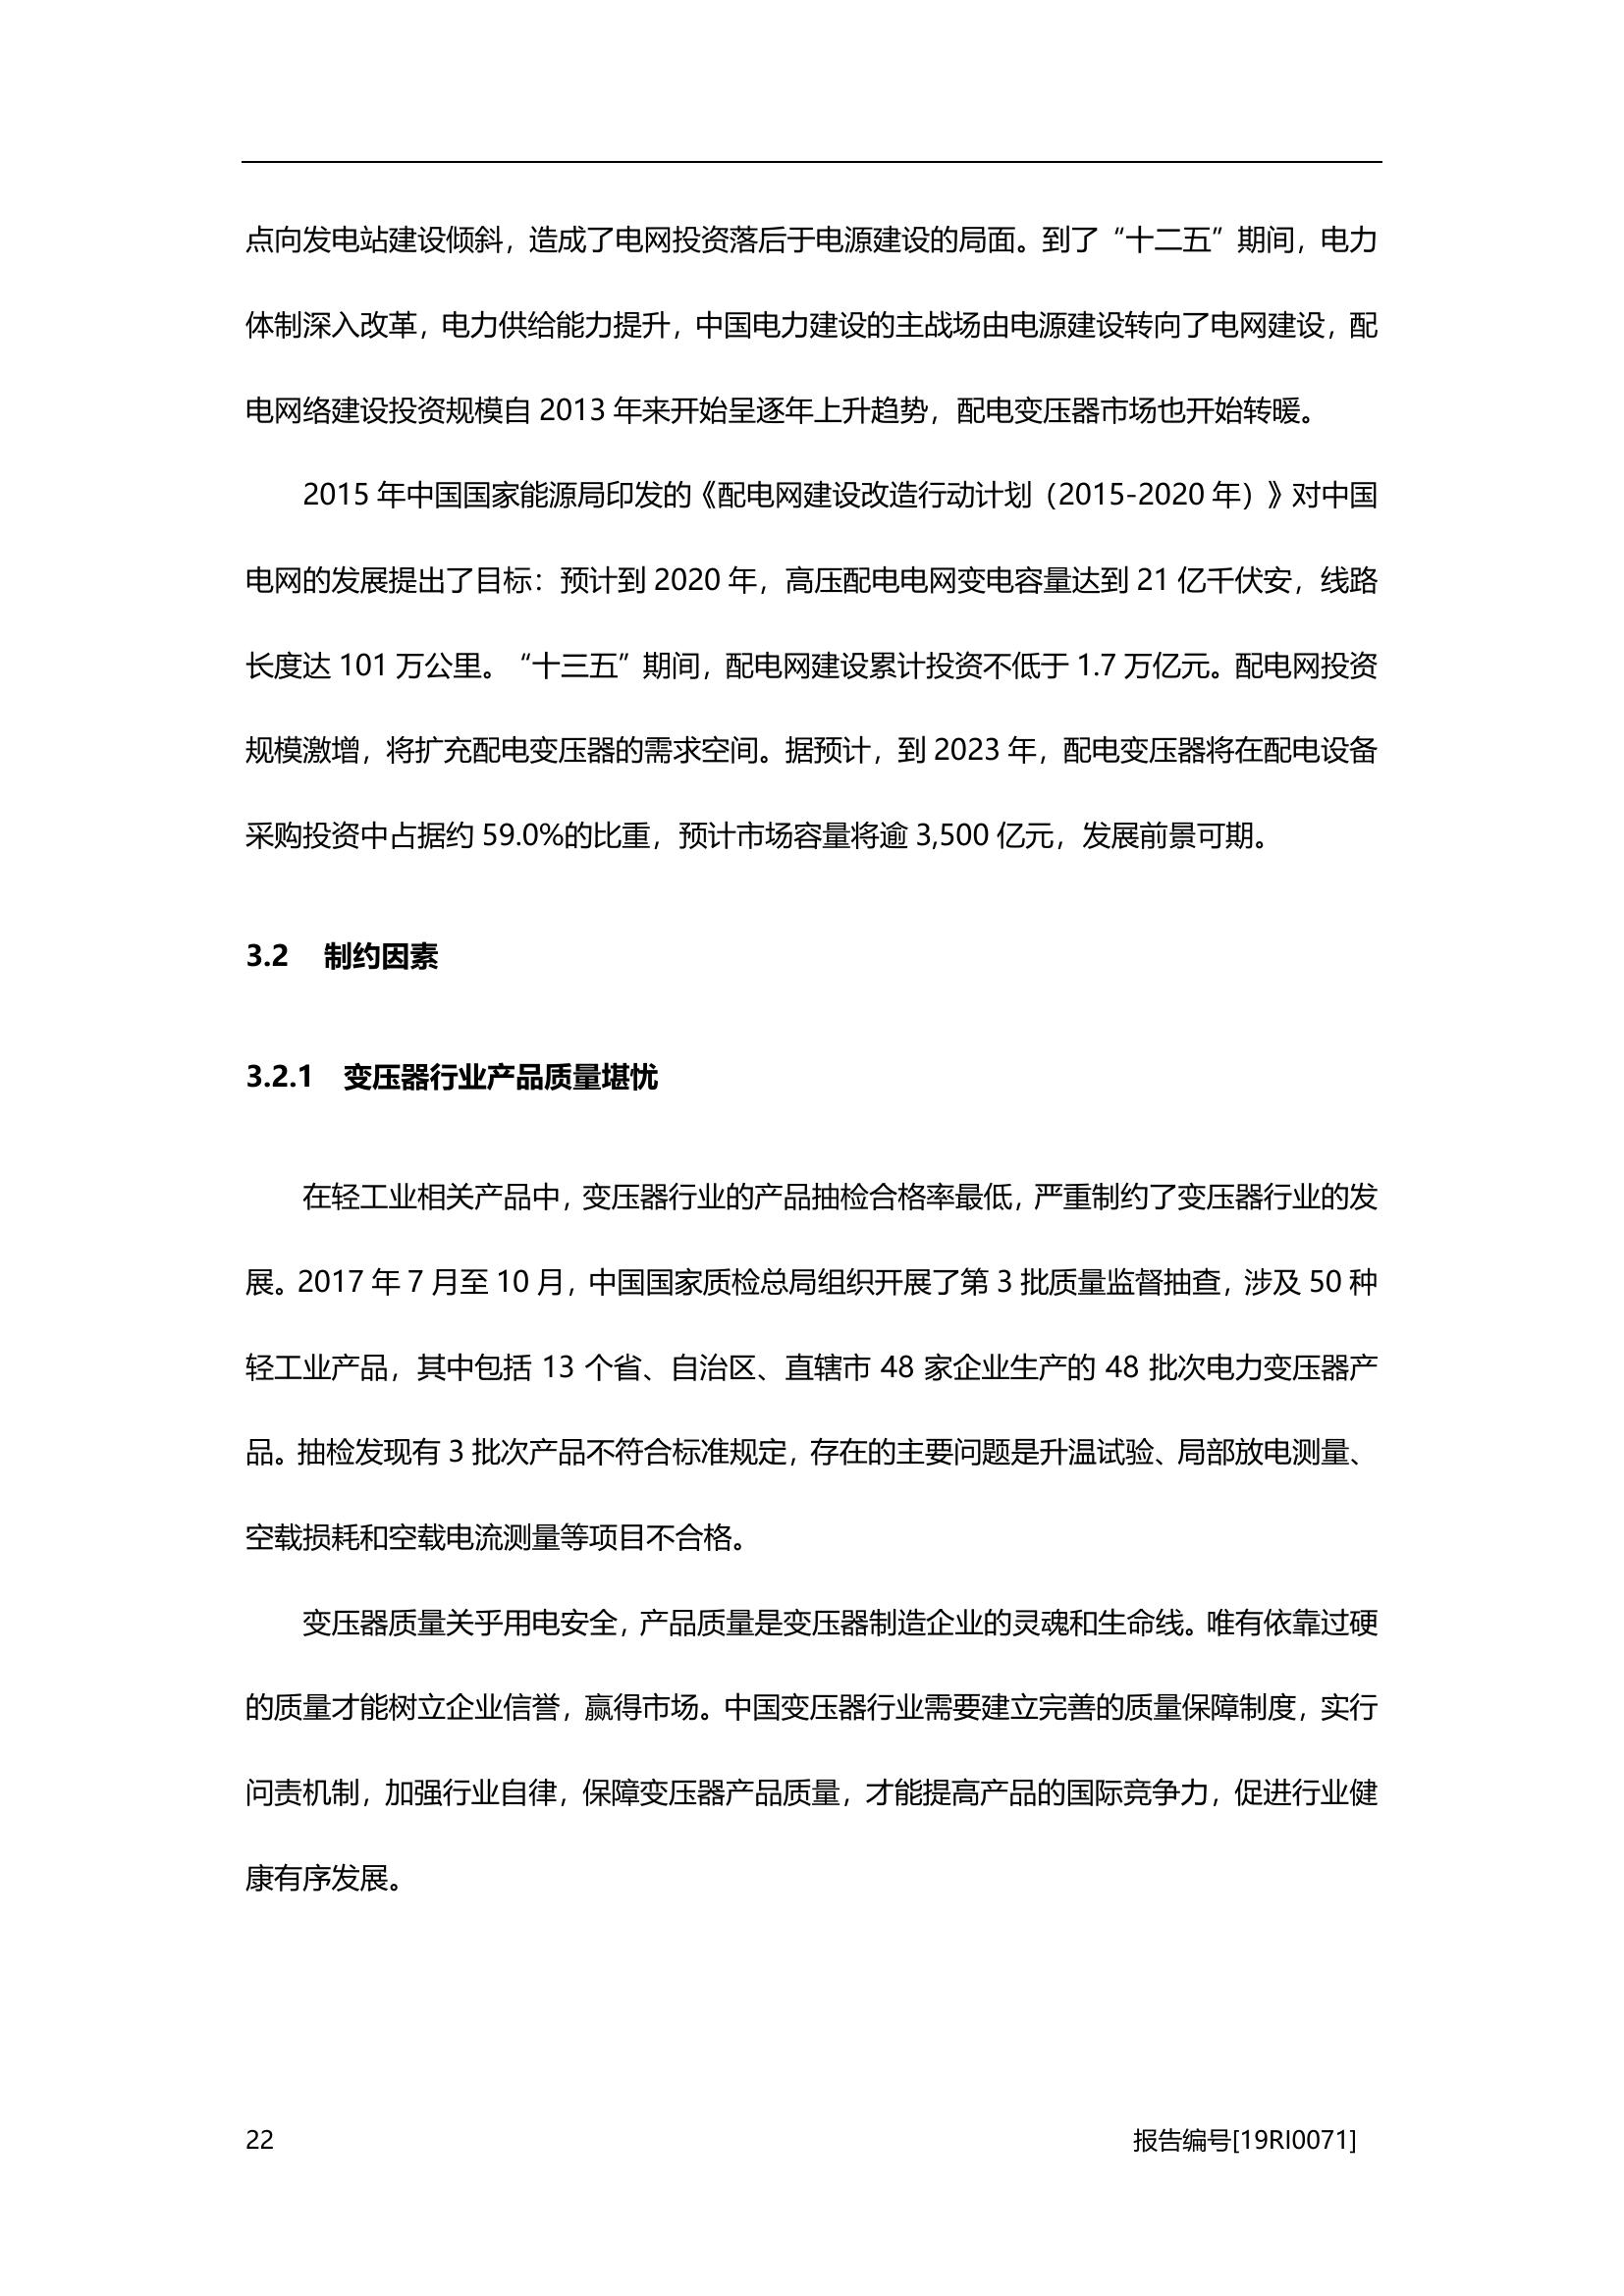 点向发电站建设倾斜，造成了电网投资落后于电源建设的局面。到了“十二五”期间，电力
体制深入改革，电力供给能力提升，中国电力建设的主战场由电源建设转向了电网建设，配
电网络建设投资规模自 2013 年来开始呈逐年上升趋势，配电变压器市场也开始转暖。
2015 年中国国家能源局印发的《配电网建设改造行动计划（2015-2020 年）》对中国
电网的发展提出了目标：预计到 2020 年，高压配电电网变电容量达到 21 亿千伏安，线路
长度达 101 万公里。“十三五”期间，配电网建设累计投资不低于 1.7 万亿元。配电网投资
规模激增，将扩充配电变压器的需求空间。据预计，到 2023 年，配电变压器将在配电设备
采购投资中占据约 59.0%的比重，预计市场容量将逾 3,500 亿元，发展前景可期。
3.2 制约因素
3.2.1 变压器行业产品质量堪忧
在轻工业相关产品中，变压器行业的产品抽检合格率最低，严重制约了变压器行业的发
展。2017 年 7 月至 10 月，中国国家质检总局组织开展了第 3 批质量监督抽查，涉及 50 种
轻工业产品，其中包括 13 个省、自治区、直辖市 48 家企业生产的 48 批次电力变压器产
品。抽检发现有 3 批次产品不符合标准规定，存在的主要问题是升温试验、局部放电测量、
空载损耗和空载电流测量等项目不合格。
变压器质量关乎用电安全，产品质量是变压器制造企业的灵魂和生命线。唯有依靠过硬
的质量才能树立企业信誉，赢得市场。中国变压器行业需要建立完善的质量保障制度，实行
问责机制，加强行业自律，保障变压器产品质量，才能提高产品的国际竞争力，促进行业健
康有序发展。
22 报告编号[19RI0071]